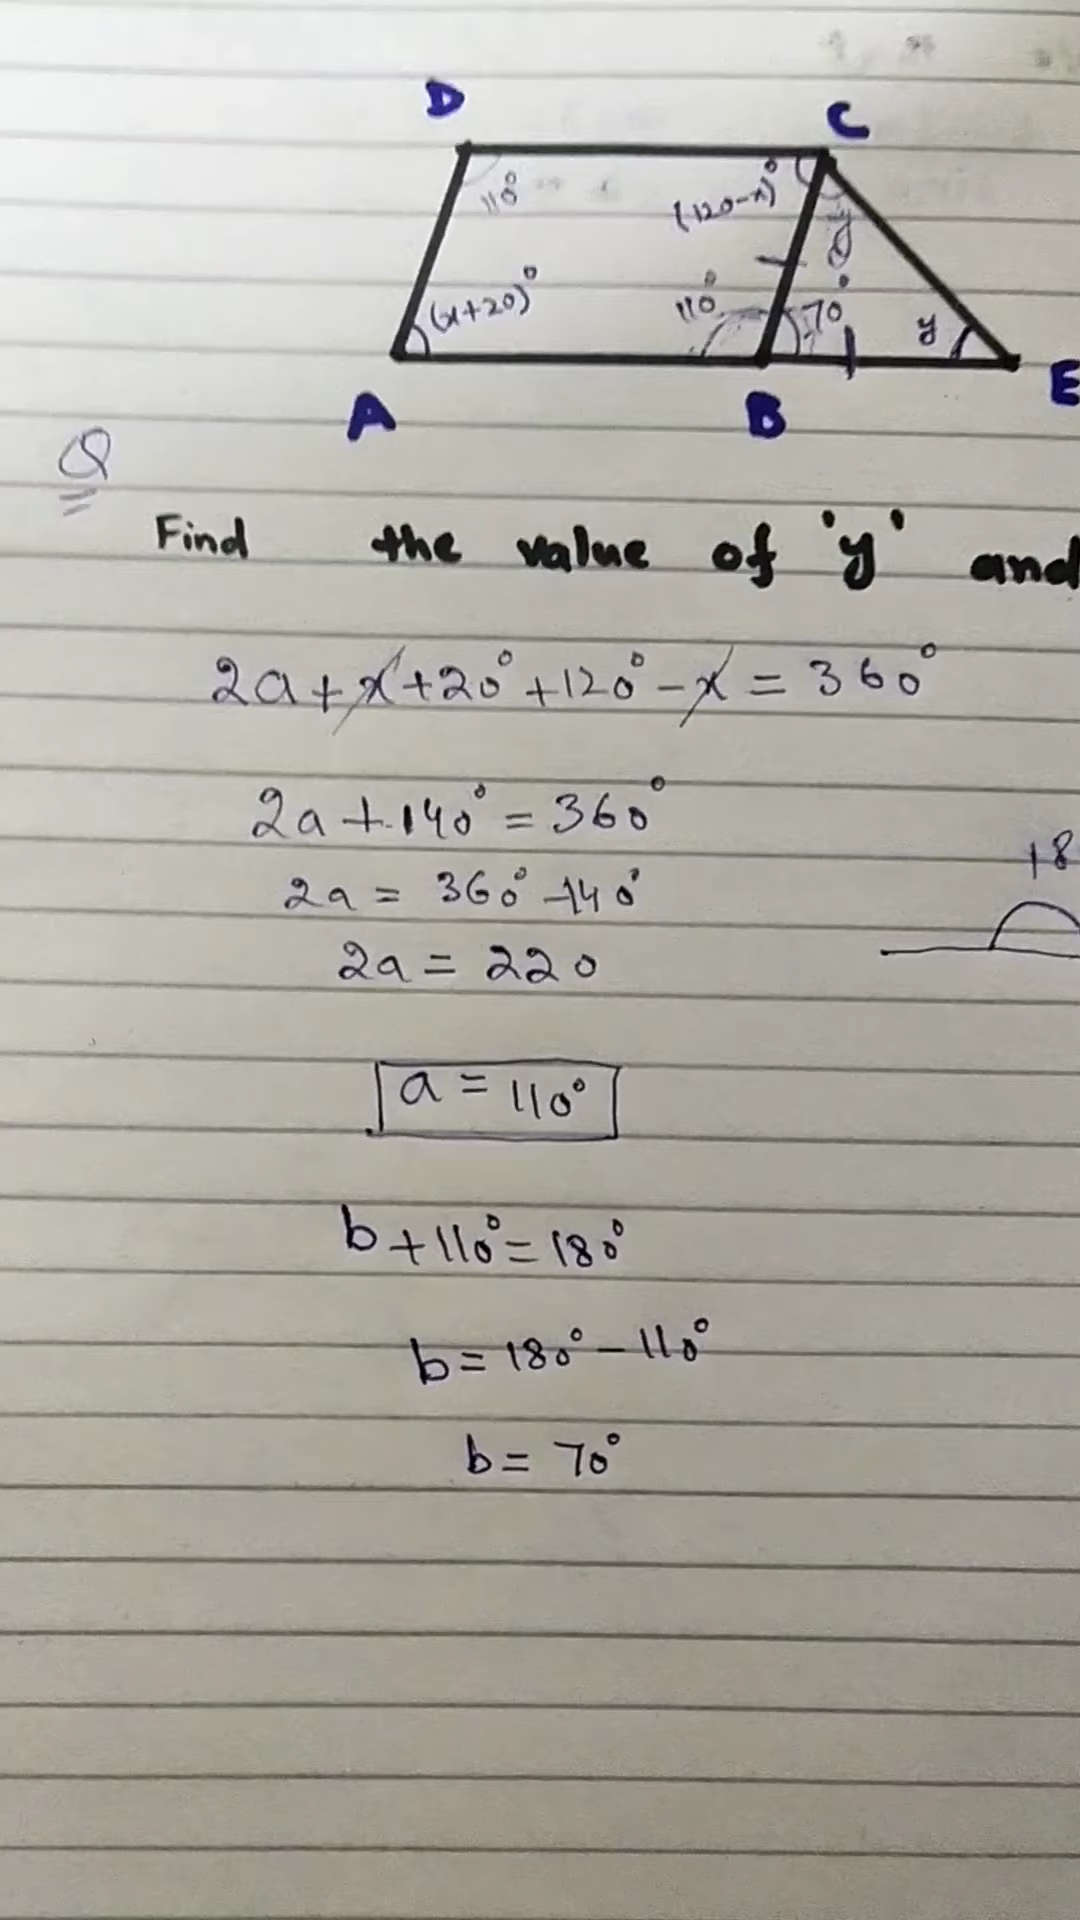 D
C
110°
(120-x)°
(x+20)°
110°
70°
y
y
A
B
E
Q
Find the value of 'y' and
2a + x + 20° + 120° - x = 360°
2a + 140° = 360°
18
2a = 360° - 140°
2a = 220
a = 110°
b + 110° = 180°
b = 180° - 110°
b = 70°